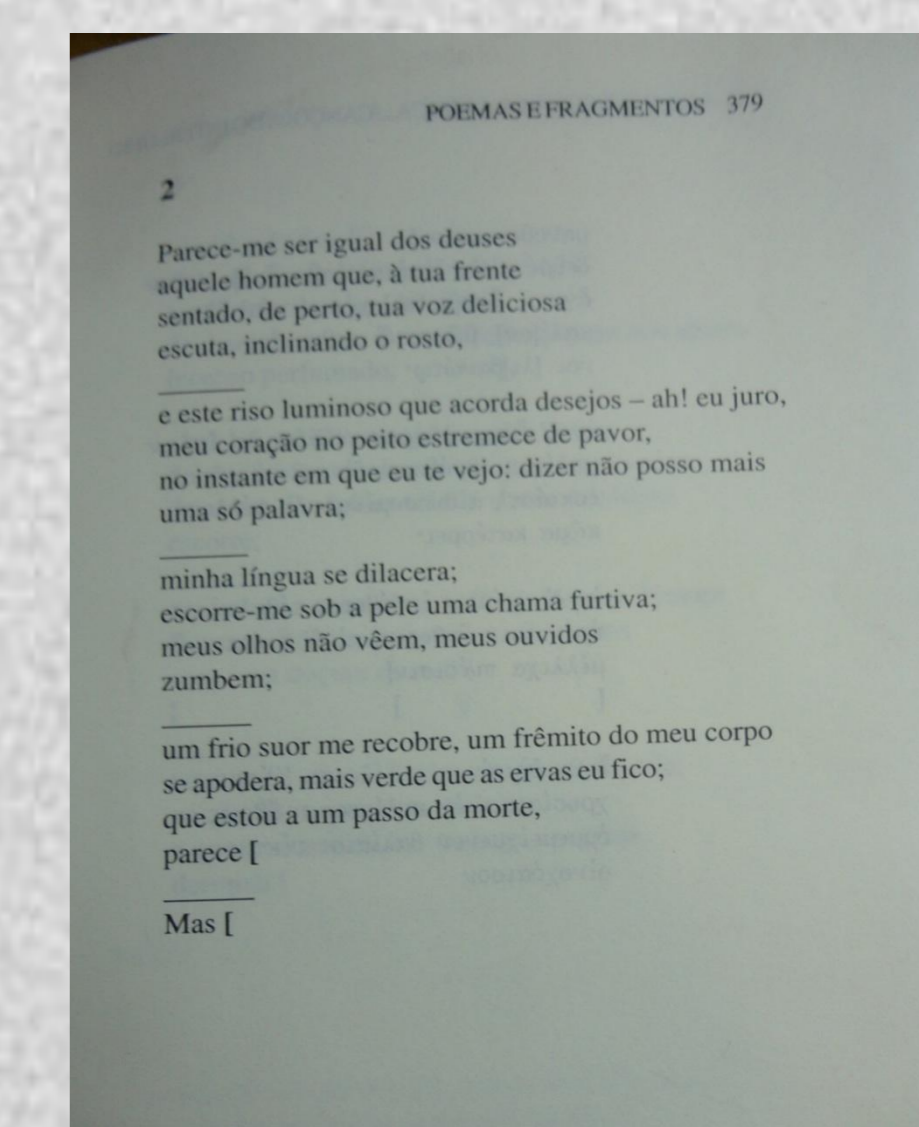 POEMAS E FRAGMENTOS 379
2
Parece-me ser igual dos deuses
aquele homem que, à tua frente
sentado, de perto, tua voz deliciosa
escuta, inclinando o rosto,
e este riso luminoso que acorda desejos – ah! eu juro,
meu coração no peito estremece de pavor,
no instante em que eu te vejo: dizer não posso mais
uma só palavra;
minha língua se dilacera;
escorre-me sob a pele uma chama furtiva;
meus olhos não vêem, meus ouvidos
zumbem;
um frio suor me recobre, um frêmito do meu corpo
se apodera, mais verde que as ervas eu fico;
que estou a um passo da morte,
parece [
Mas [